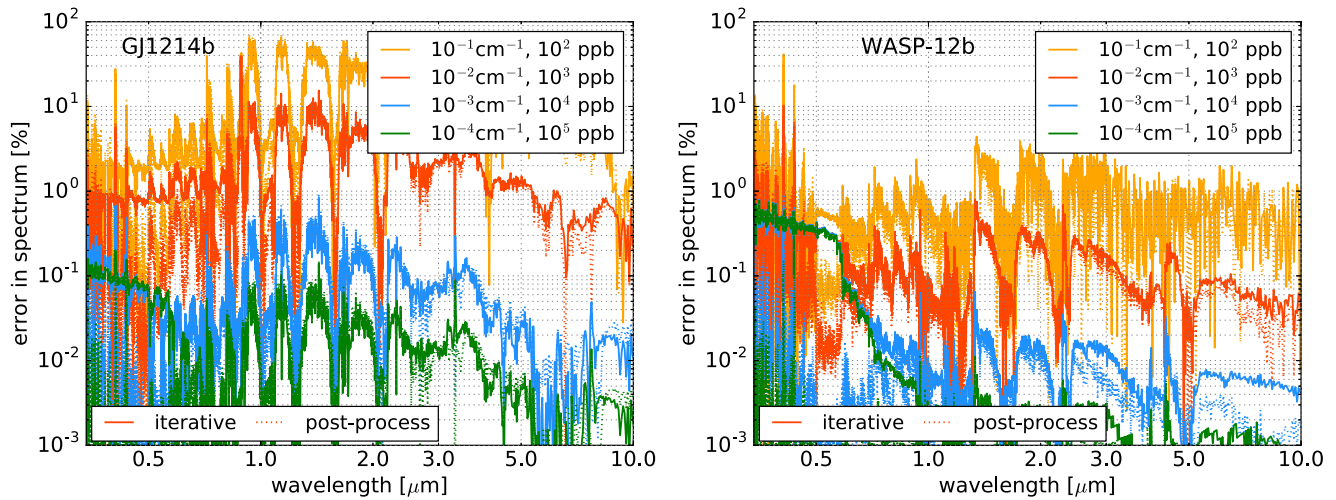 GJ1214b
10⁻¹cm⁻¹, 10² ppb
10⁻²cm⁻¹, 10³ ppb
10⁻³cm⁻¹, 10⁴ ppb
10⁻⁴cm⁻¹, 10⁵ ppb
10²
10¹
10⁰
10⁻¹
10⁻²
10⁻³
error in spectrum [%]
iterative
post-process
0.5
1.0
2.0
3.0
5.0
10.0
wavelength [μm]
WASP-12b
10⁻¹cm⁻¹, 10² ppb
10⁻²cm⁻¹, 10³ ppb
10⁻³cm⁻¹, 10⁴ ppb
10⁻⁴cm⁻¹, 10⁵ ppb
10²
10¹
10⁰
10⁻¹
10⁻²
10⁻³
error in spectrum [%]
iterative
post-process
0.5
1.0
2.0
3.0
5.0
10.0
wavelength [μm]